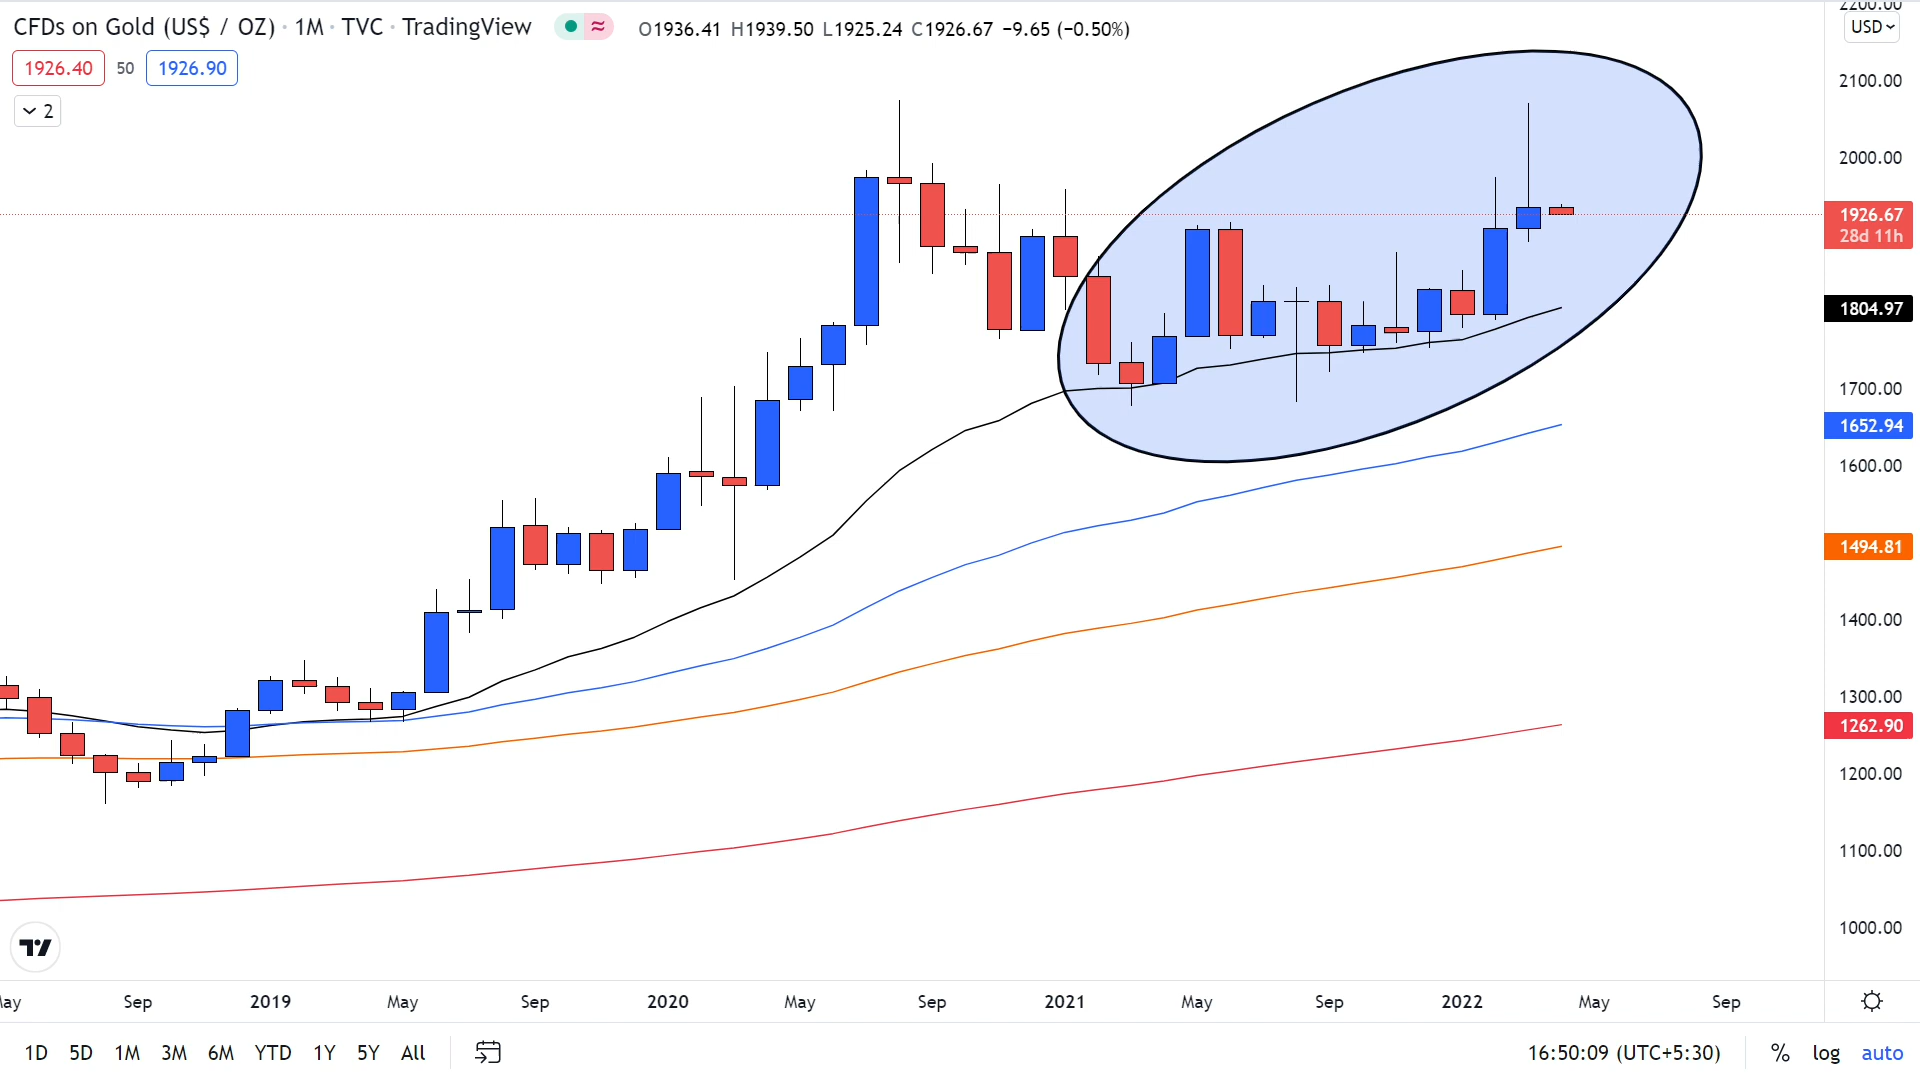 CFDs on Gold (US$ / OZ) · 1M · TVC · TradingView ≈ O1936.41 H1939.50 L1925.24 C1926.67 −9.65 (−0.50%)
1926.40 50 1926.90
2
2200.00
USD
2100.00
2000.00
1926.67
28d 11h
1804.97
1700.00
1652.94
1600.00
1494.81
1400.00
1300.00
1262.90
1200.00
1100.00
1000.00
May Sep 2019 May Sep 2020 May Sep 2021 May Sep 2022 May Sep
1D 5D 1M 3M 6M YTD 1Y 5Y All 16:50:09 (UTC+5:30) % log auto